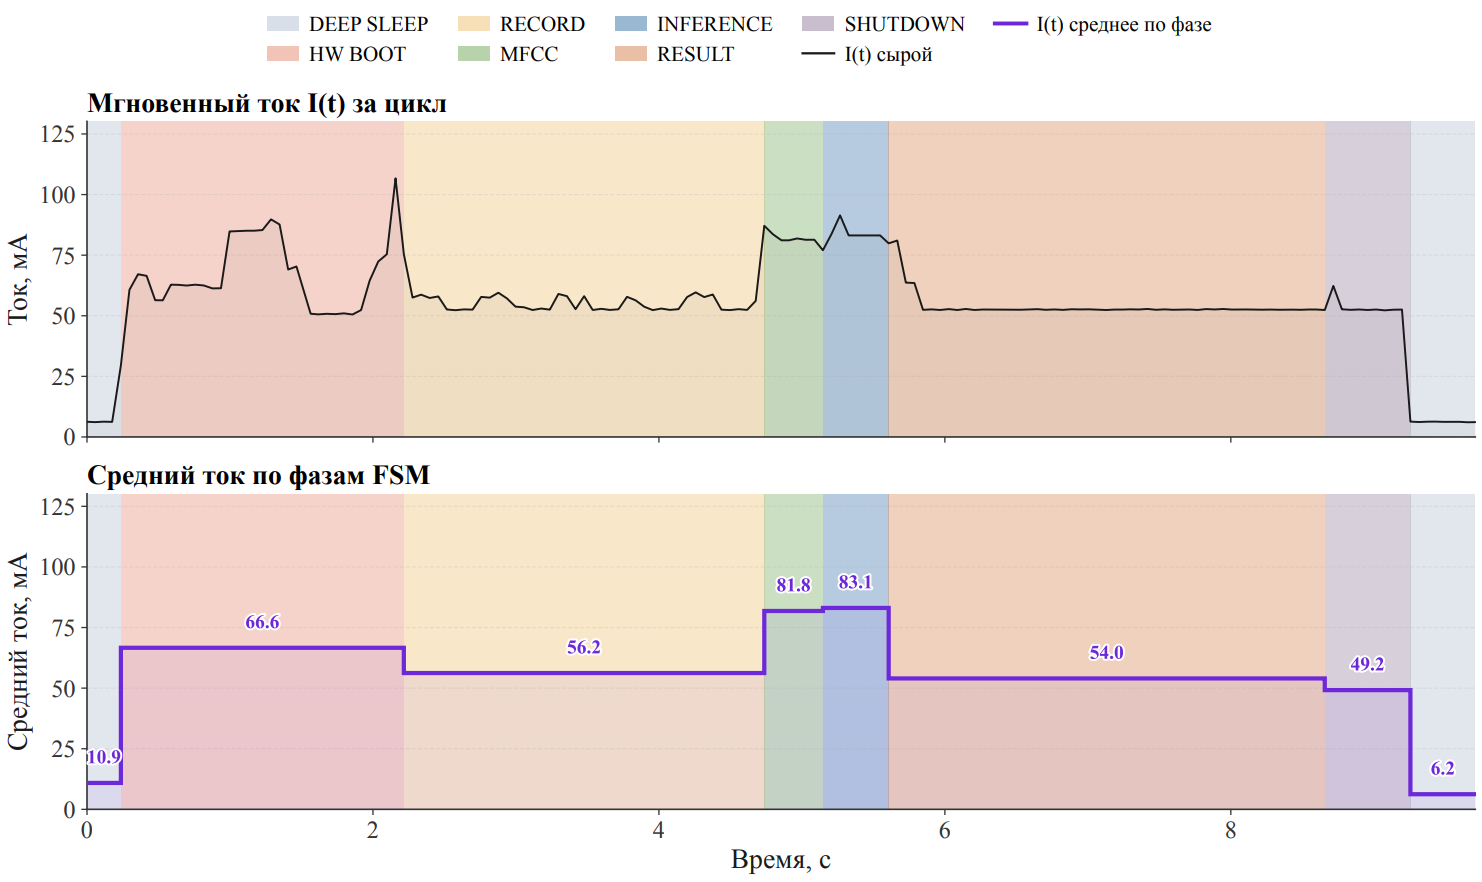 DEEP SLEEP RECORD INFERENCE SHUTDOWN I(t) среднее по фазе
HW BOOT MFCC RESULT I(t) сырой
Мгновенный ток I(t) за цикл
Ток, мА
125
100
75
50
25
0
Средний ток по фазам FSM
Средний ток, мА
125
100
75
50
25
0
10.9
66.6
56.2
81.8
83.1
54.0
49.2
6.2
0 2 4 6 8
Время, с